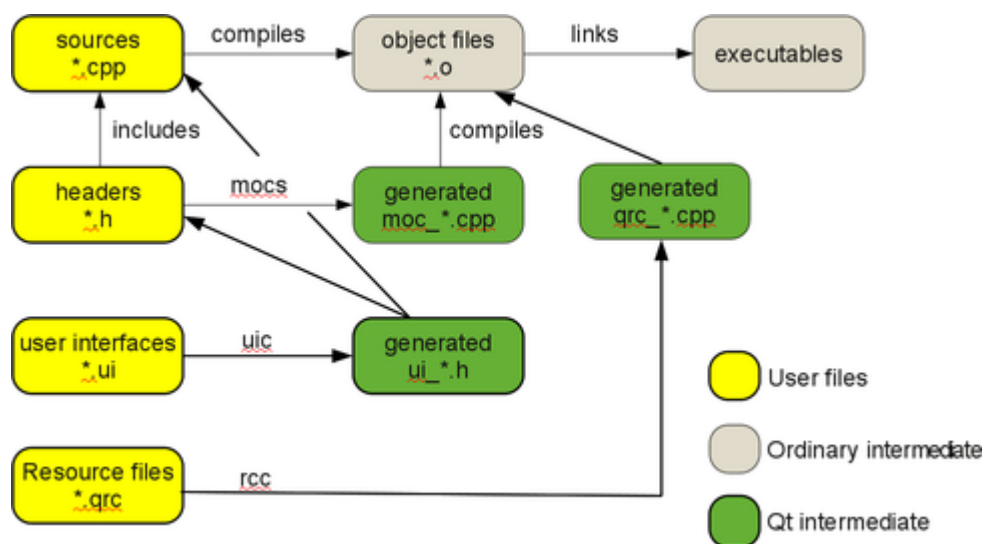 sources
*.cpp
compiles
object files
*.o
links
executables
includes
compiles
headers
*.h
mocs
generated
moc_*.cpp
generated
qrc_*.cpp
user interfaces
*.ui
uic
generated
ui_*.h
User files
Ordinary intermediate
Resource files
*.qrc
rcc
Qt intermediate